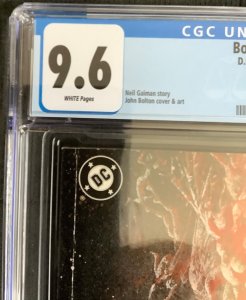 CGC UN
9.6
WHITE Pages
Bo
D.
Neil Gaiman story
John Bolton cover & art
DC
®